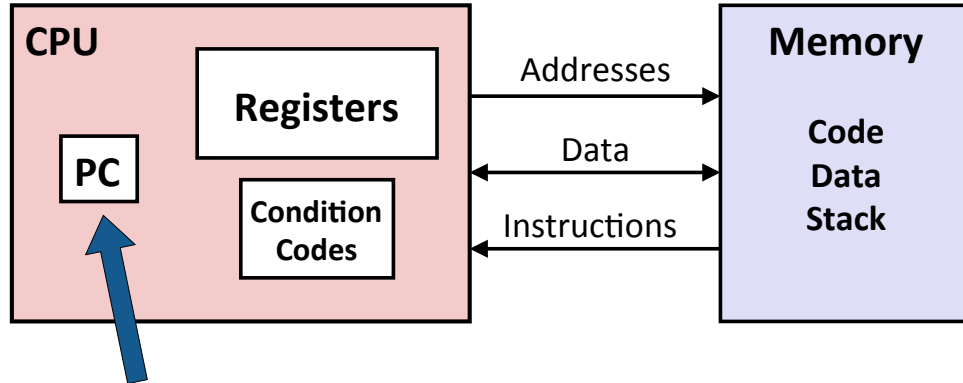 CPU
Registers
PC
Condition
Codes
Addresses
Data
Instructions
Memory
Code
Data
Stack